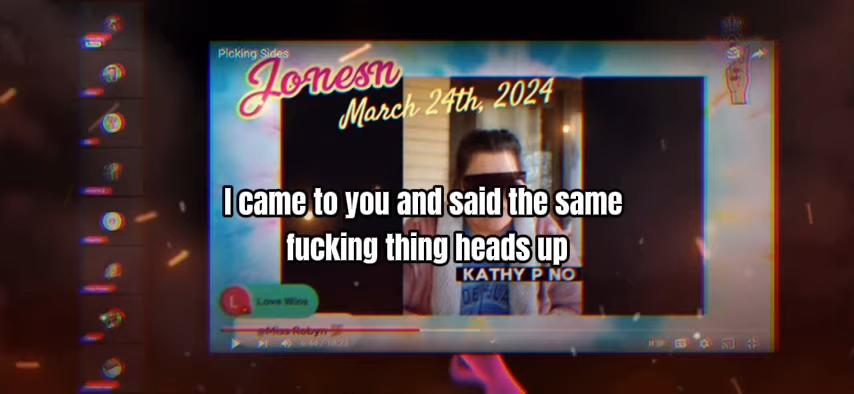 Picking Sides
Jonesn
March 24th, 2024
I came to you and said the same
fucking thing heads up
KATHY P NO
L
Love Wins
@Miss Robyn 💯